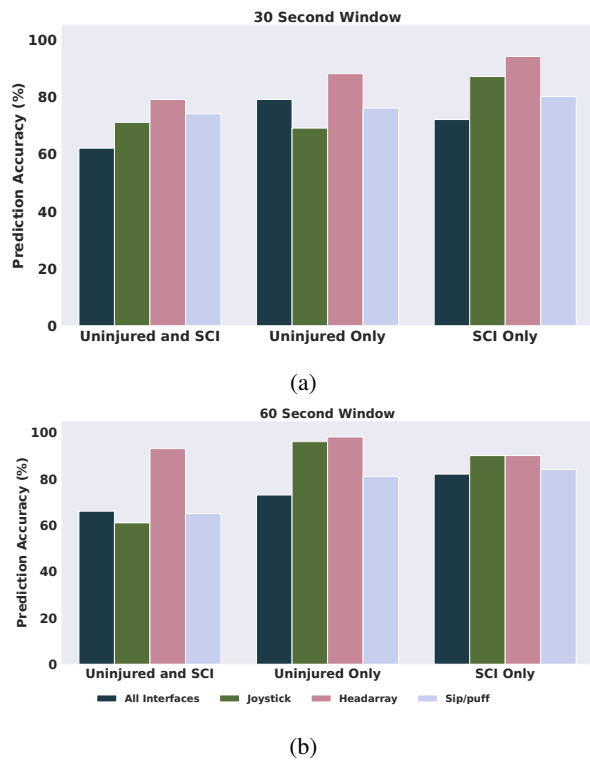 30 Second Window
Prediction Accuracy (%)
100
80
60
40
20
0
Uninjured and SCI Uninjured Only SCI Only
(a)
60 Second Window
Prediction Accuracy (%)
100
80
60
40
20
0
Uninjured and SCI Uninjured Only SCI Only
All Interfaces Joystick Headarray Sip/puff
(b)